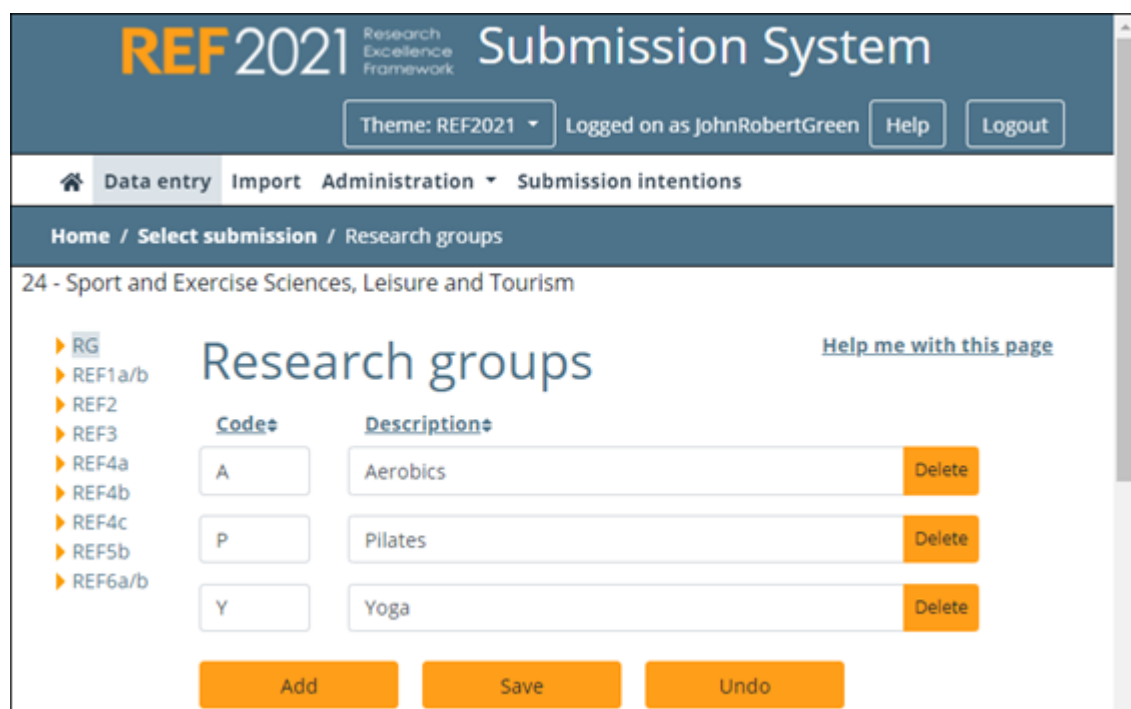 REF2021 Research Excellence Framework Submission System
Theme: REF2021 Logged on as JohnRobertGreen Help Logout
Data entry Import Administration Submission intentions
Home / Select submission / Research groups
24 - Sport and Exercise Sciences, Leisure and Tourism
RG
REF1a/b
REF2
REF3
REF4a
REF4b
REF4c
REF5b
REF6a/b
Research groups
Help me with this page
Code Description
A Aerobics Delete
P Pilates Delete
Y Yoga Delete
Add Save Undo